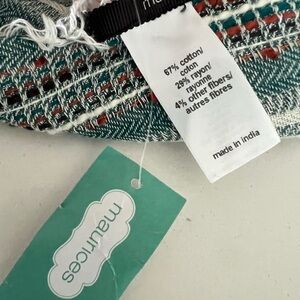 67% cotton/
coton
29% rayon/
rayonne
4% other fibers/
autres fibres
made in india
maurices